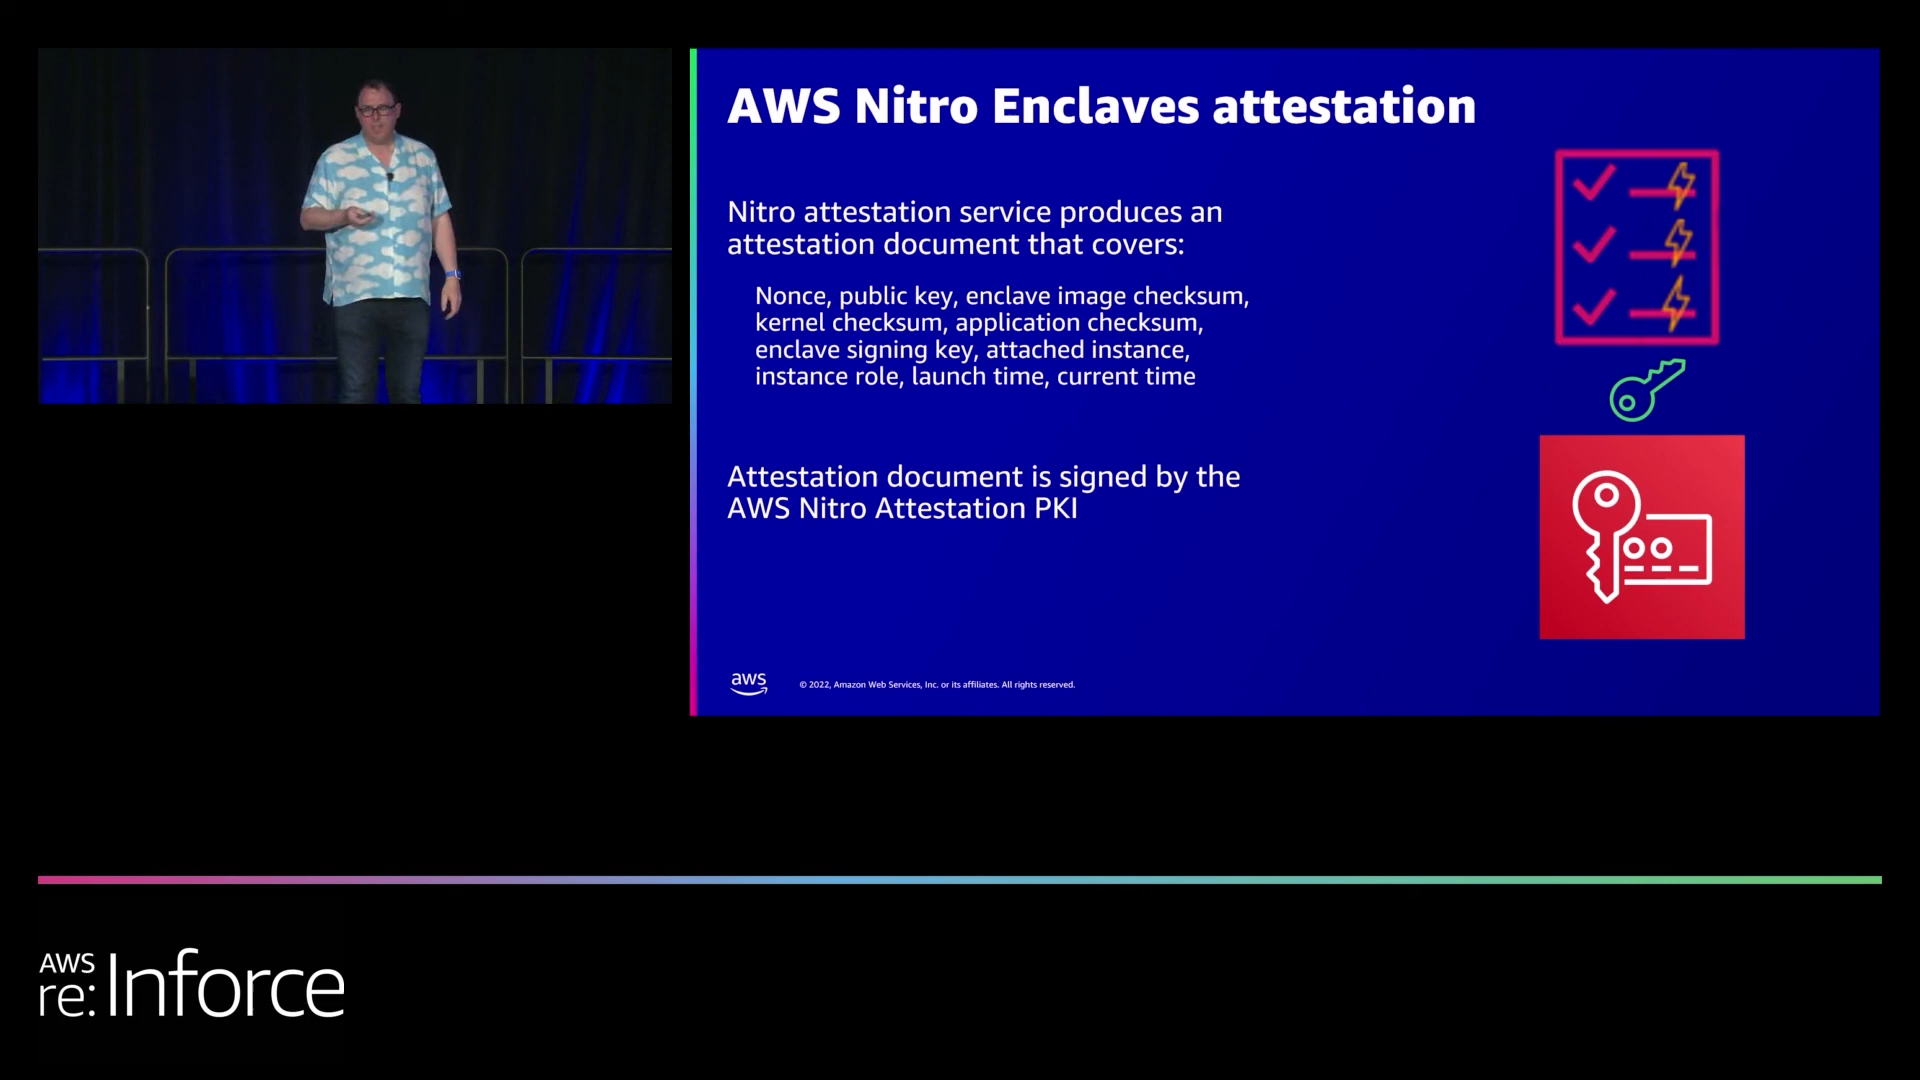 AWS Nitro Enclaves attestation
Nitro attestation service produces an
attestation document that covers:
Nonce, public key, enclave image checksum,
kernel checksum, application checksum,
enclave signing key, attached instance,
instance role, launch time, current time
Attestation document is signed by the
AWS Nitro Attestation PKI
aws
© 2022, Amazon Web Services, Inc. or its affiliates. All rights reserved.
AWS
re:Inforce